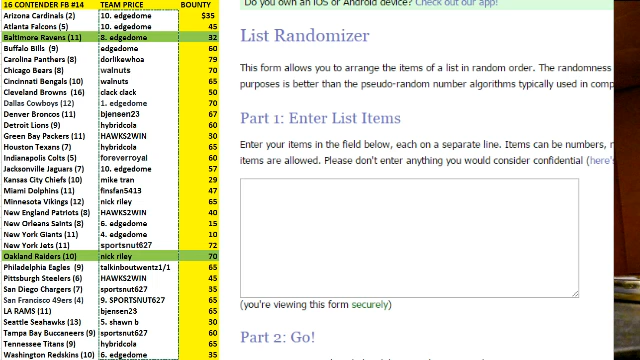 16 CONTENDER FB #14 TEAM PRICE BOUNTY
Arizona Cardinals (2) 10. edgedome $35
Atlanta Falcons (5) 10. edgedome 45
Baltimore Ravens (11) 8. edgedome 32
Buffalo Bills (9) edgedome 60
Carolina Panthers (8) dorlikewhoa 79
Chicago Bears (8) walnuts 70
Cincinnati Bengals (10) walnuts 65
Cleveland Browns (16) clack clack 50
Dallas Cowboys (12) 1. edgedome 70
Denver Broncos (11) bjensen23 67
Detroit Lions (9) hybridcola 60
Green Bay Packers (11) HAWKS2WIN 30
Houston Texans (7) hybridcola 65
Indianapolis Colts (5) foreverroyal 60
Jacksonville Jaguars (7) 10. edgedome 57
Kansas City Chiefs (10) mike tran 29
Miami Dolphins (11) finsfan5413 47
Minnesota Vikings (12) nick riley 65
New England Patriots (8) HAWKS2WIN 40
New Orleans Saints (8) 6. edgedome 15
New York Giants (11) 4. edgedome 10
New York Jets (11) sportsnut627 72
Oakland Raiders (10) nick riley 70
Philadelphia Eagles (9) talkinboutwentz1/1 65
Pittsburgh Steelers (6) HAWKS2WIN 45
San Diego Chargers (7) sportsnut627 35
San Francisco 49ers (4) 9. SPORTSNUT627 65
LA RAMS (11) bjensen23 65
Seattle Seahawks (13) 5. shawn b 30
Tampa Bay Buccaneers (9) sportsnut627 60
Tennessee Titans (9) hybridcola 65
Washington Redskins (10) 6. edgedome 35
Do you own an iOS or Android device? Check out our app!
List Randomizer
This form allows you to arrange the items of a list in random order. The randomness
purposes is better than the pseudo-random number algorithms typically used in comp
Part 1: Enter List Items
Enter your items in the field below, each on a separate line. Items can be numbers, n
items are allowed. Please don't enter anything you would consider confidential (here's
(you're viewing this form securely)
Part 2: Go!